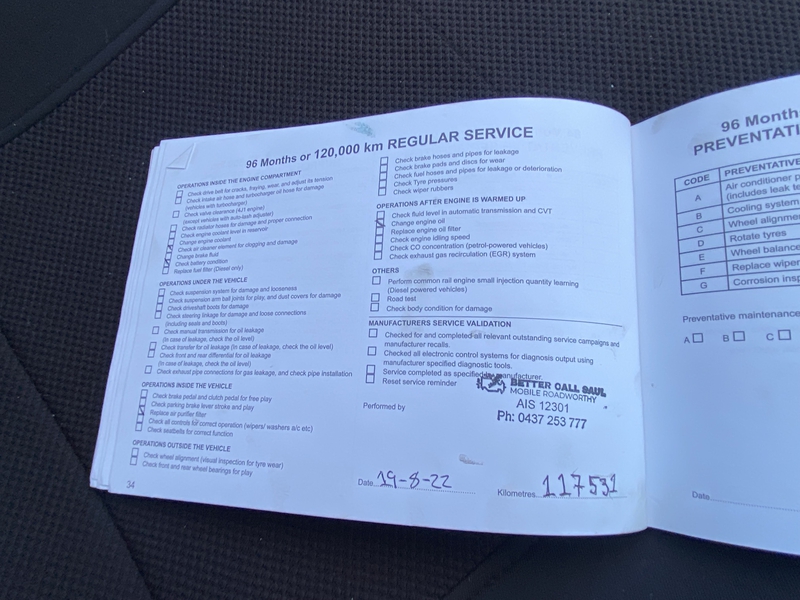 96 Months or 120,000 km REGULAR SERVICE
OPERATIONS INSIDE THE ENGINE COMPARTMENT
Check drive belt for cracks, fraying, wear, and adjust its tension
Check intake air hose and turbocharger oil hose for damage
(vehicles with turbocharger)
Check valve clearance (4J1 engine)
(except vehicles with auto-lash adjuster)
Check radiator hoses for damage and proper connection
Check engine coolant level in reservoir
Change engine coolant
Check air cleaner element for clogging and damage
Change brake fluid
Check battery condition
Replace fuel filter (Diesel only)
OPERATIONS UNDER THE VEHICLE
Check suspension system for damage and looseness
Check suspension arm ball joints for play, and dust covers for damage
Check driveshaft boots for damage
Check steering linkage for damage and loose connections
(including seals and boots)
Check manual transmission for oil leakage
(In case of leakage, check the oil level)
Check transfer for oil leakage (in case of leakage, check the oil level)
Check front and rear differential for oil leakage
(In case of leakage, check the oil level)
Check exhaust pipe connections for gas leakage, and check pipe installation
OPERATIONS INSIDE THE VEHICLE
Check brake pedal and clutch pedal for free play
Check parking brake lever stroke and play
Replace air purifier filter
Check all controls for correct operation (wipers/ washers a/c etc)
Check seatbelts for correct function
OPERATIONS OUTSIDE THE VEHICLE
Check wheel alignment (visual inspection for tyre wear)
Check front and rear wheel bearings for play
34
Check brake hoses and pipes for leakage
Check brake pads and discs for wear
Check fuel hoses and pipes for leakage or deterioration
Check Tyre pressures
Check wiper rubbers
OPERATIONS AFTER ENGINE IS WARMED UP
Check fluid level in automatic transmission and CVT
Change engine oil
Replace engine oil filter
Check engine idling speed
Check CO concentration (petrol-powered vehicles)
Check exhaust gas recirculation (EGR) system
OTHERS
Perform common rail engine small injection quantity learning
(Diesel powered vehicles)
Road test
Check body condition for damage
MANUFACTURERS SERVICE VALIDATION
Checked for and completed all relevant outstanding service campaigns and
manufacturer recalls.
Checked all electronic control systems for diagnosis output using
manufacturer specified diagnostic tools.
Service completed as specified by manufacturer.
Reset service reminder
BETTER CALL SAUL
MOBILE ROADWORTHY
AIS 12301
Ph: 0437 253 777
Performed by
Date 19-8-22
Kilometres 117531
96 Month
PREVENTATI
CODE PREVENTATIVE
A Air conditioner p
(includes leak te
B Cooling system
C Wheel alignme
D Rotate tyres
E Wheel balance
F Replace wiper
G Corrosion insp
Preventative maintenance
A B C
Date